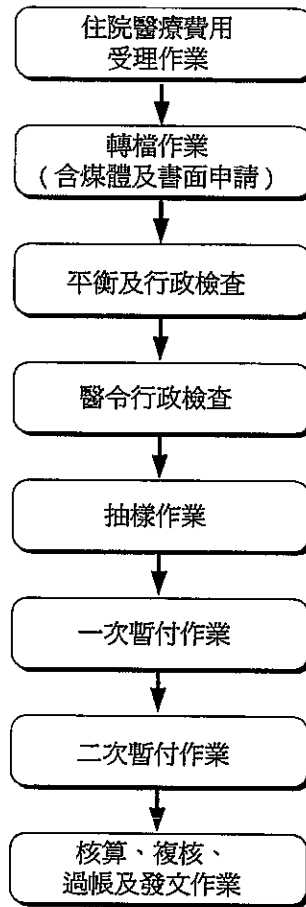 住院醫療費用
受理作業
轉檔作業
(含煤體及書面申請)
平衡及行政檢查
醫令行政檢查
抽樣作業
一次暫付作業
二次暫付作業
核算、複核、
過帳及發文作業